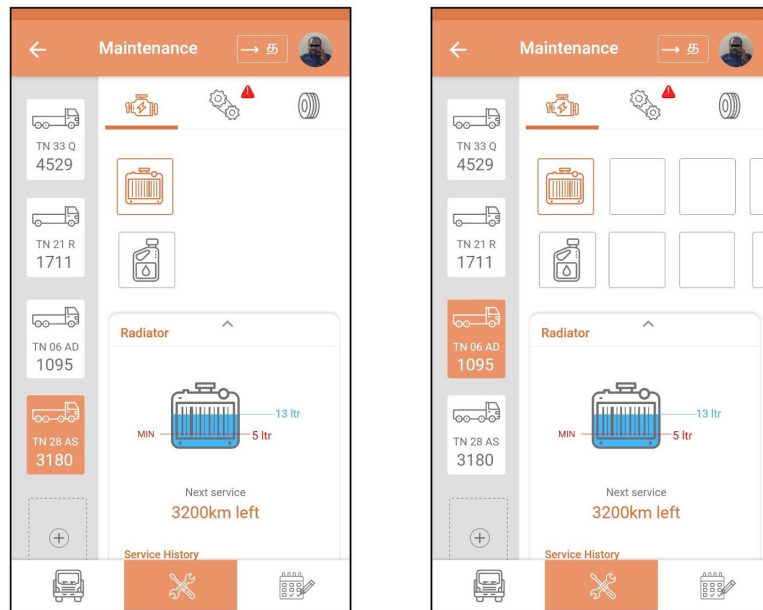 Maintenance → த
TN 33 Q
4529
TN 21 R
1711
TN 06 AD
1095
TN 28 AS
3180
Radiator
13 ltr
MIN 5 ltr
Next service
3200km left
Service History
Maintenance → த
TN 33 Q
4529
TN 21 R
1711
TN 06 AD
1095
TN 28 AS
3180
Radiator
13 ltr
MIN 5 ltr
Next service
3200km left
Service History